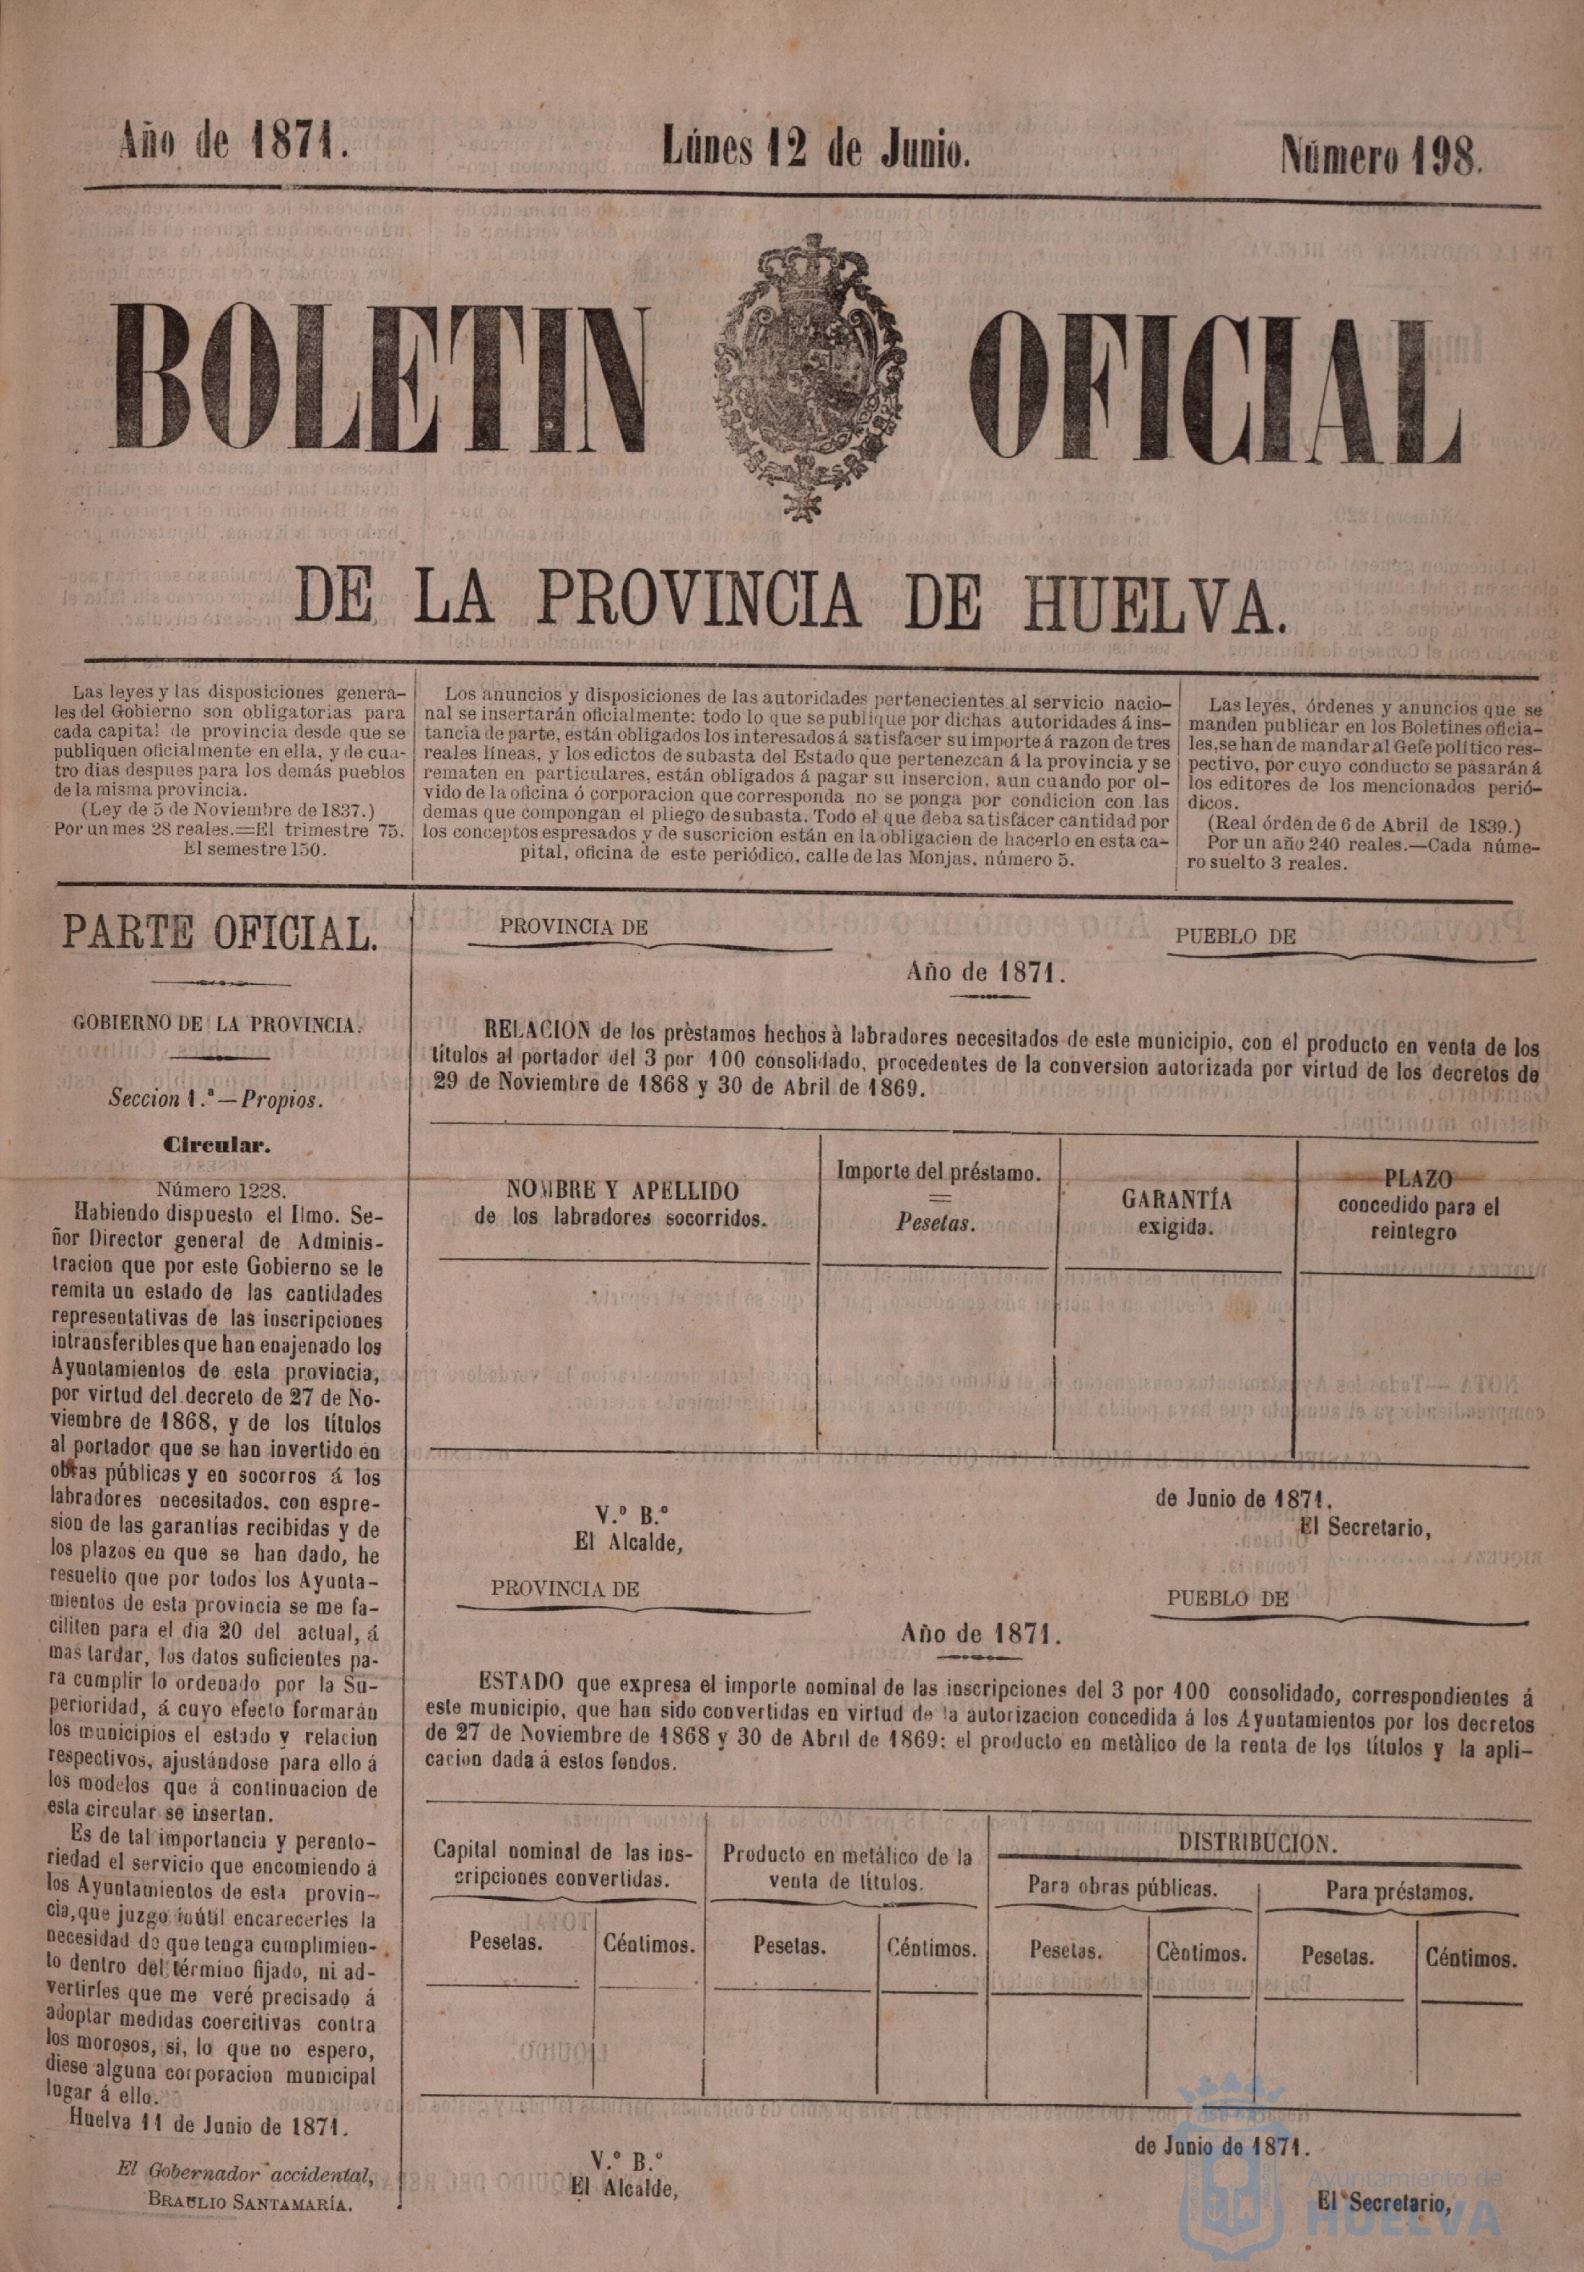 Año de 1871.
Lúnes 12 de Junio.
Número 198.
BOLETIN OFICIAL
DE LA PROVINCIA DE HUELVA.
Las leyes y las disposiciones genera-
les del Gobierno son obligatorias para
cada capital de provincia desde que se
publiquen oficialmente en ella, y de cua-
tro dias despues para los demás pueblos
de la misma provincia.
(Ley de 5 de Noviembre de 1837.)
Por un mes 28 reales.=El trimestre 75.
El semestre 150.
Los anuncios y disposiciones de las autoridades pertenecientes al servicio nacio-
nal se insertarán oficialmente: todo lo que se publique por dichas autoridades á ins-
tancia de parte, están obligados los interesados á satisfacer su importe á razon de tres
reales líneas, y los edictos de subasta del Estado que pertenezcan á la provincia y se
rematen en particulares, están obligados á pagar su insercion, aun cuando por ol-
vido de la oficina ó corporacion que corresponda no se ponga por condicion con las
demas que compongan el pliego de subasta. Todo el que deba satisfacer cantidad por
los conceptos espresados y de suscricion están en la obligacion de hacerlo en esta ca-
pital, oficina de este periódico, calle de las Monjas, número 5.
Las leyes, órdenes y anuncios que se
manden publicar en los Boletines oficia-
les, se han de mandar al Gefe político res-
pectivo, por cuyo conducto se pasarán á
los editores de los mencionados perió-
dicos.
(Real órden de 6 de Abril de 1839.)
Por un año 240 reales.—Cada núme-
ro suelto 3 reales.
PARTE OFICIAL.
GOBIERNO DE LA PROVINCIA.
Seccion 1.ª—Propios.
Circular.
Número 1228.
Habiendo dispuesto el Ilmo. Se-
ñor Director general de Adminis-
tracion que por este Gobierno se le
remita un estado de las cantidades
representativas de las inscripciones
intransferibles que han enajenado los
Ayuntamientos de esta provincia,
por virtud del decreto de 27 de No-
viembre de 1868, y de los títulos
al portador que se han invertido en
obras públicas y en socorros á los
labradores necesitados, con espre-
sion de las garantías recibidas y de
los plazos en que se han dado, he
resuelto que por todos los Ayunta-
mientos de esta provincia se me fa-
ciliten para el dia 20 del actual, á
mas tardar, los datos suficientes pa-
ra cumplir lo ordenado por la Su-
perioridad, á cuyo efecto formarán
los municipios el estado y relacion
respectivos, ajustándose para ello á
los modelos que á continuacion de
esta circular se insertan.
Es de tal importancia y perento-
riedad el servicio que encomiendo á
los Ayuntamientos de esta provin-
cia, que juzgo inútil encarecerles la
necesidad de que tenga cumplimien-
to dentro del término fijado, ni ad-
vertirles que me veré precisado á
adoptar medidas coercitivas contra
los morosos, si, lo que no espero,
diese alguna corporacion municipal
lugar á ello.
Huelva 11 de Junio de 1871.
El Gobernador accidental,
BRAULIO SANTAMARÍA.
PROVINCIA DE
PUEBLO DE
Año de 1871.
RELACION de los prèstamos hechos à labradores necesitados de este municipio, con el producto en venta de los
títulos al portador del 3 por 100 consolidado, procedentes de la conversion autorizada por virtud de los decretos de
29 de Noviembre de 1868 y 30 de Abril de 1869.
NOMBRE Y APELLIDO
de los labradores socorridos.
Importe del préstamo.
=
Pesetas.
GARANTÍA
exigida.
PLAZO
concedido para el
reintegro
de Junio de 1871.
V.º B.º
El Alcalde,
El Secretario,
PROVINCIA DE
PUEBLO DE
Año de 1871.
ESTADO que expresa el importe nominal de las inscripciones del 3 por 100 consolidado, correspondientes á
este municipio, que han sido convertidas en virtud de la autorizacion concedida á los Ayuntamientos por los decretos
de 27 de Noviembre de 1868 y 30 de Abril de 1869: el producto en metàlico de la renta de los títulos y la apli-
cacion dada á estos fondos.
Capital nominal de las ins-
cripciones convertidas.
Producto en metálico de la
venta de títulos.
DISTRIBUCION.
Para obras públicas.
Para préstamos.
Pesetas.
Céntimos.
Pesetas.
Céntimos.
Pesetas.
Cèntimos.
Pesetas.
Céntimos.
de Junio de 1871.
V.º B.º
El Alcalde,
El Secretario,
Ayuntamiento de
HUELVA